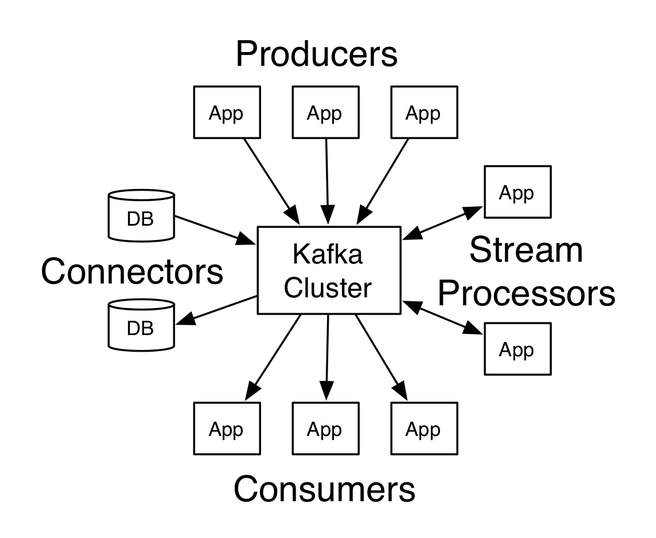 Producers
App
App
App
App
DB
Kafka
Cluster
Stream
Processors
Connectors
DB
App
App
App
App
Consumers